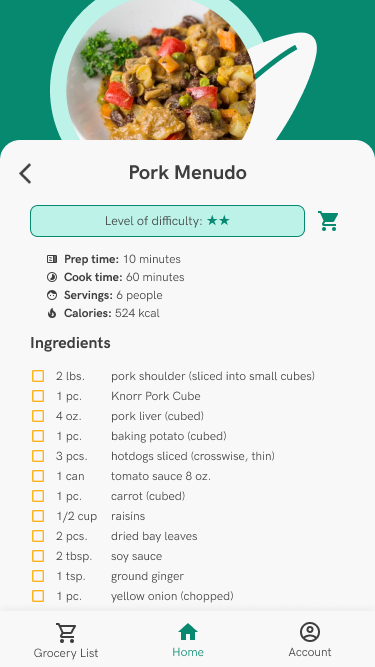 Pork Menudo
Level of difficulty: ★★
Prep time: 10 minutes
Cook time: 60 minutes
Servings: 6 people
Calories: 524 kcal
Ingredients
2 lbs. pork shoulder (sliced into small cubes)
1 pc. Knorr Pork Cube
4 oz. pork liver (cubed)
1 pc. baking potato (cubed)
3 pcs. hotdogs sliced (crosswise, thin)
1 can tomato sauce 8 oz.
1 pc. carrot (cubed)
1/2 cup raisins
2 pcs. dried bay leaves
2 tbsp. soy sauce
1 tsp. ground ginger
1 pc. yellow onion (chopped)
Grocery List Home Account